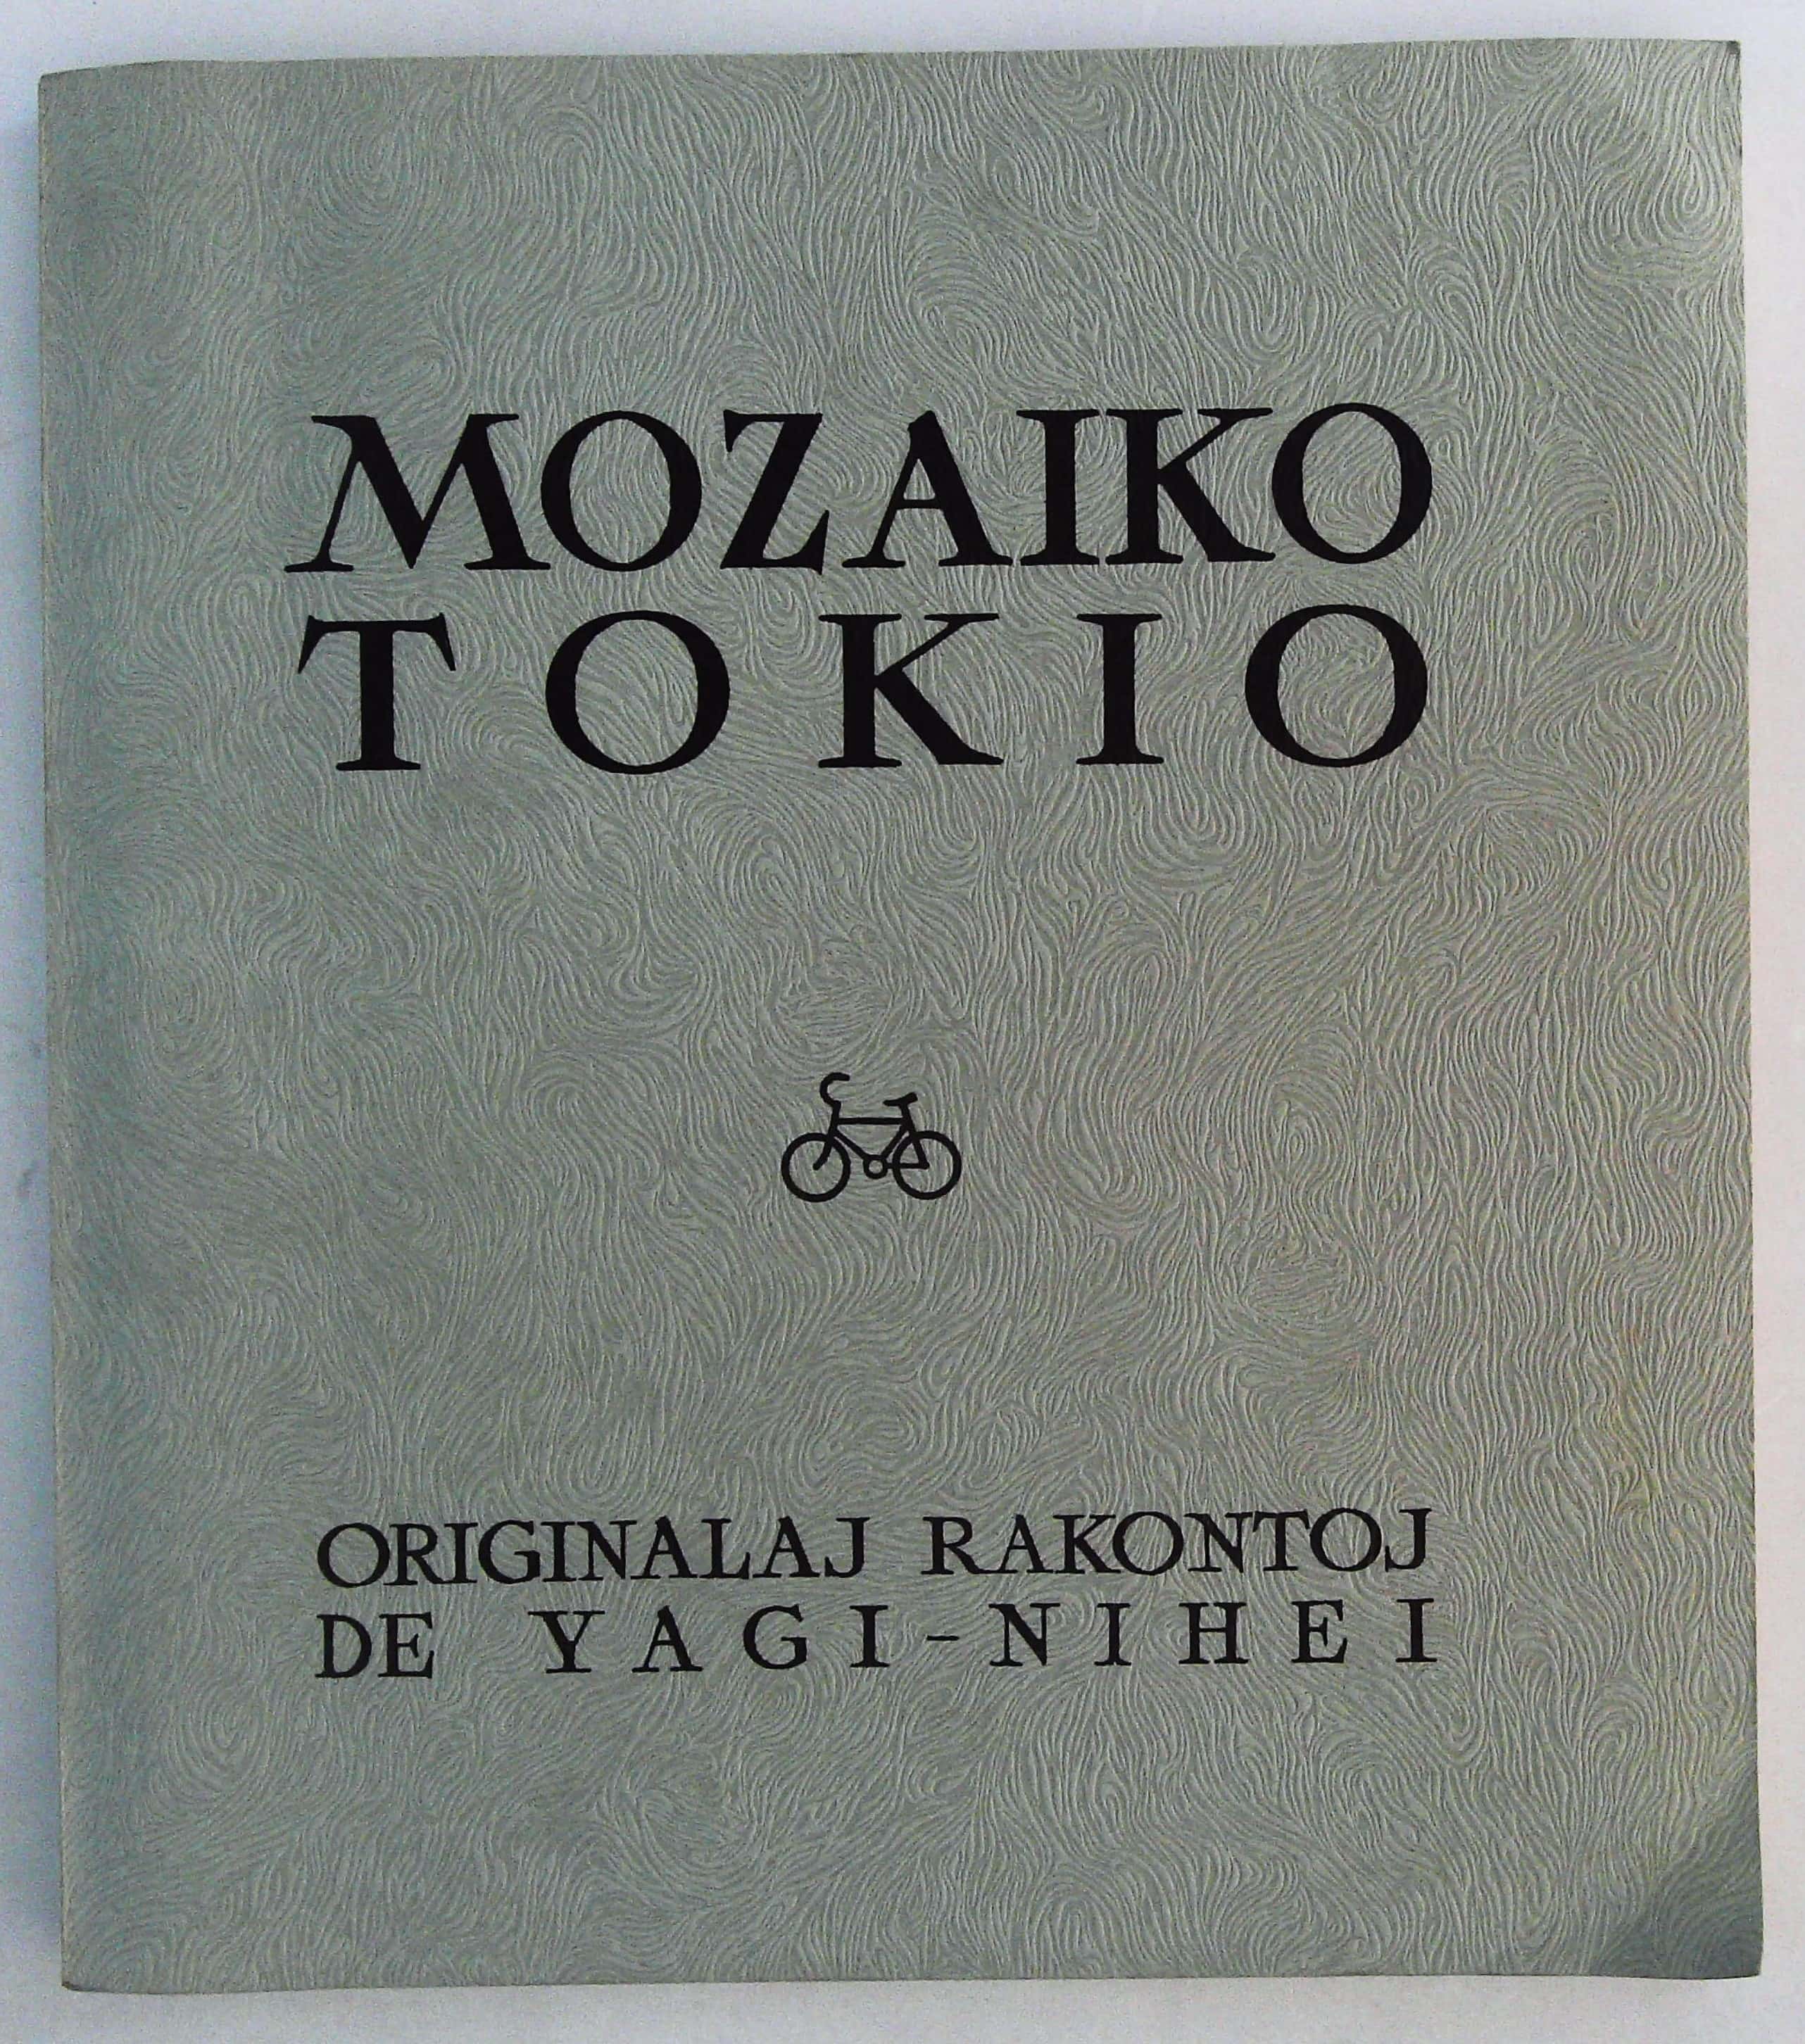 MOZAIKO
TOKIO
ORIGINALAJ RAKONTOJ
DE YAGI-NIHEI